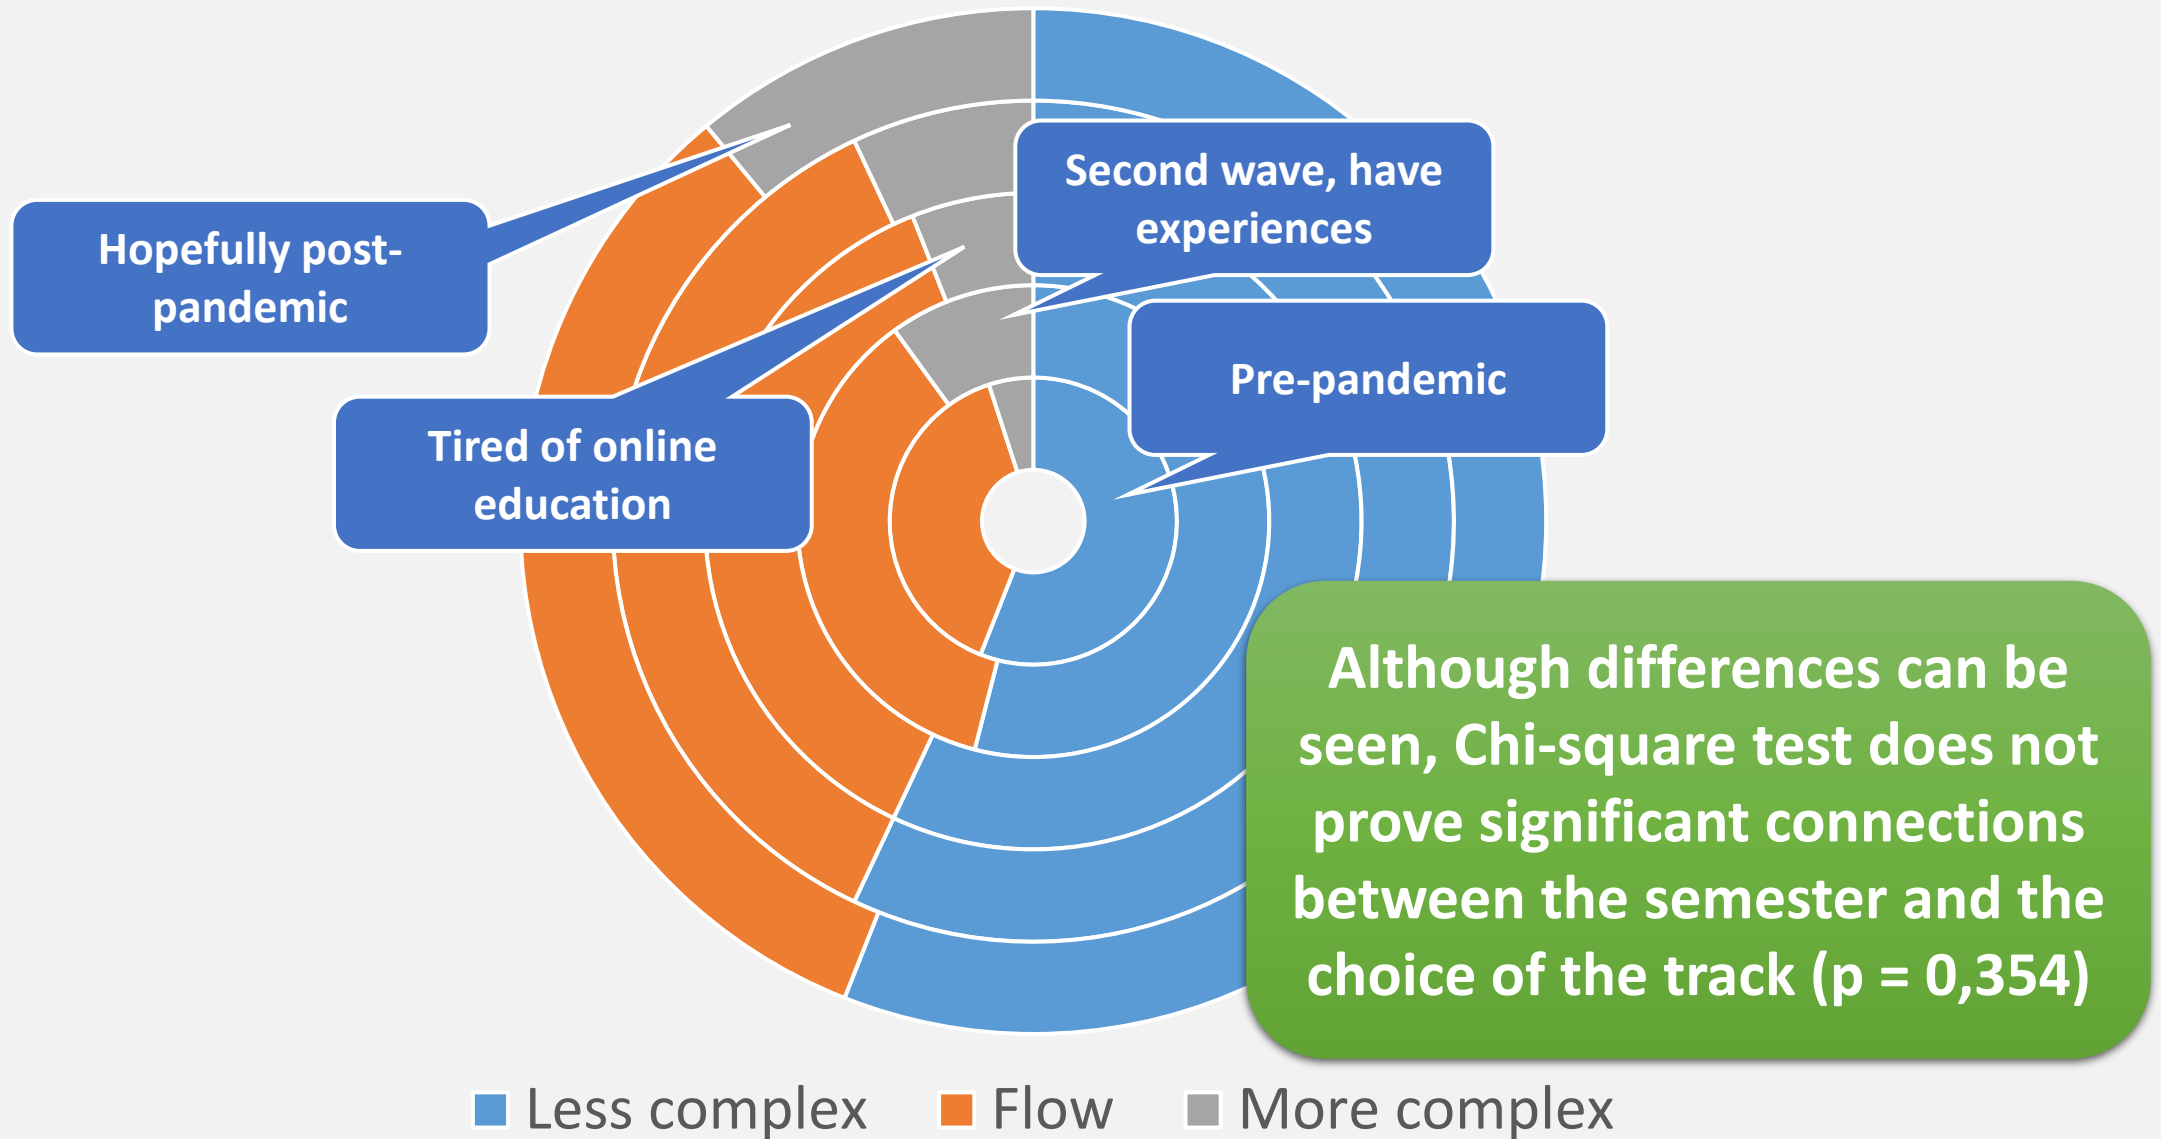 Second wave, have
experiences
Hopefully post-
pandemic
Pre-pandemic
Tired of online
education
Although differences can be
seen, Chi-square test does not
prove significant connections
between the semester and the
choice of the track (p = 0,354)
Less complex
Flow
More complex